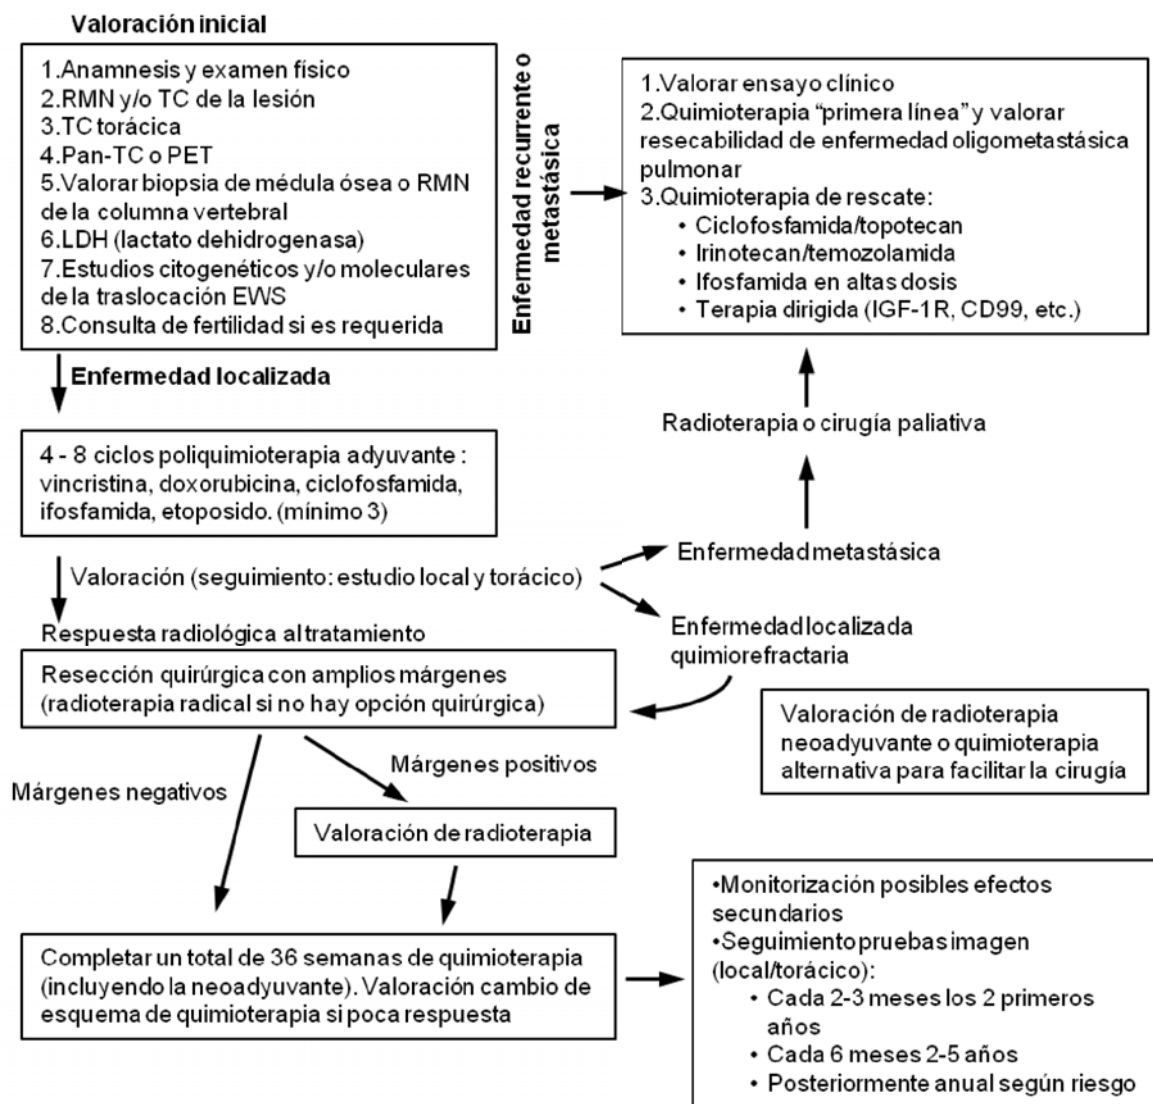 Valoración inicial
1.Anamnesis y examen físico
2.RMN y/o TC de la lesión
3.TC torácica
4.Pan-TC o PET
5.Valorar biopsia de médula ósea o RMN
de la columna vertebral
6.LDH (lactato dehidrogenasa)
7.Estudios citogenéticos y/o moleculares
de la traslocación EWS
8.Consulta de fertilidad si es requerida
Enfermedad recurrente o
metastásica
1.Valorar ensayo clínico
2.Quimioterapia “primera línea” y valorar
resecabilidad de enfermedad oligometastásica
pulmonar
3.Quimioterapia de rescate:
• Ciclofosfamida/topotecan
• Irinotecan/temozolamida
• Ifosfamida en altas dosis
• Terapia dirigida (IGF-1R, CD99, etc.)
Enfermedad localizada
Radioterapia o cirugía paliativa
4 - 8 ciclos poliquimioterapia adyuvante :
vincristina, doxorubicina, ciclofosfamida,
ifosfamida, etoposido. (mínimo 3)
Enfermedad metastásica
Valoración (seguimiento: estudio local y torácico)
Enfermedad localizada
quimiorefractaria
Respuesta radiológica al tratamiento
Resección quirúrgica con amplios márgenes
(radioterapia radical si no hay opción quirúrgica)
Valoración de radioterapia
neoadyuvante o quimioterapia
alternativa para facilitar la cirugía
Márgenes positivos
Márgenes negativos
Valoración de radioterapia
Completar un total de 36 semanas de quimioterapia
(incluyendo la neoadyuvante). Valoración cambio de
esquema de quimioterapia si poca respuesta
•Monitorización posibles efectos
secundarios
•Seguimiento pruebas imagen
(local/torácico):
• Cada 2-3 meses los 2 primeros
años
• Cada 6 meses 2-5 años
• Posteriormente anual según riesgo